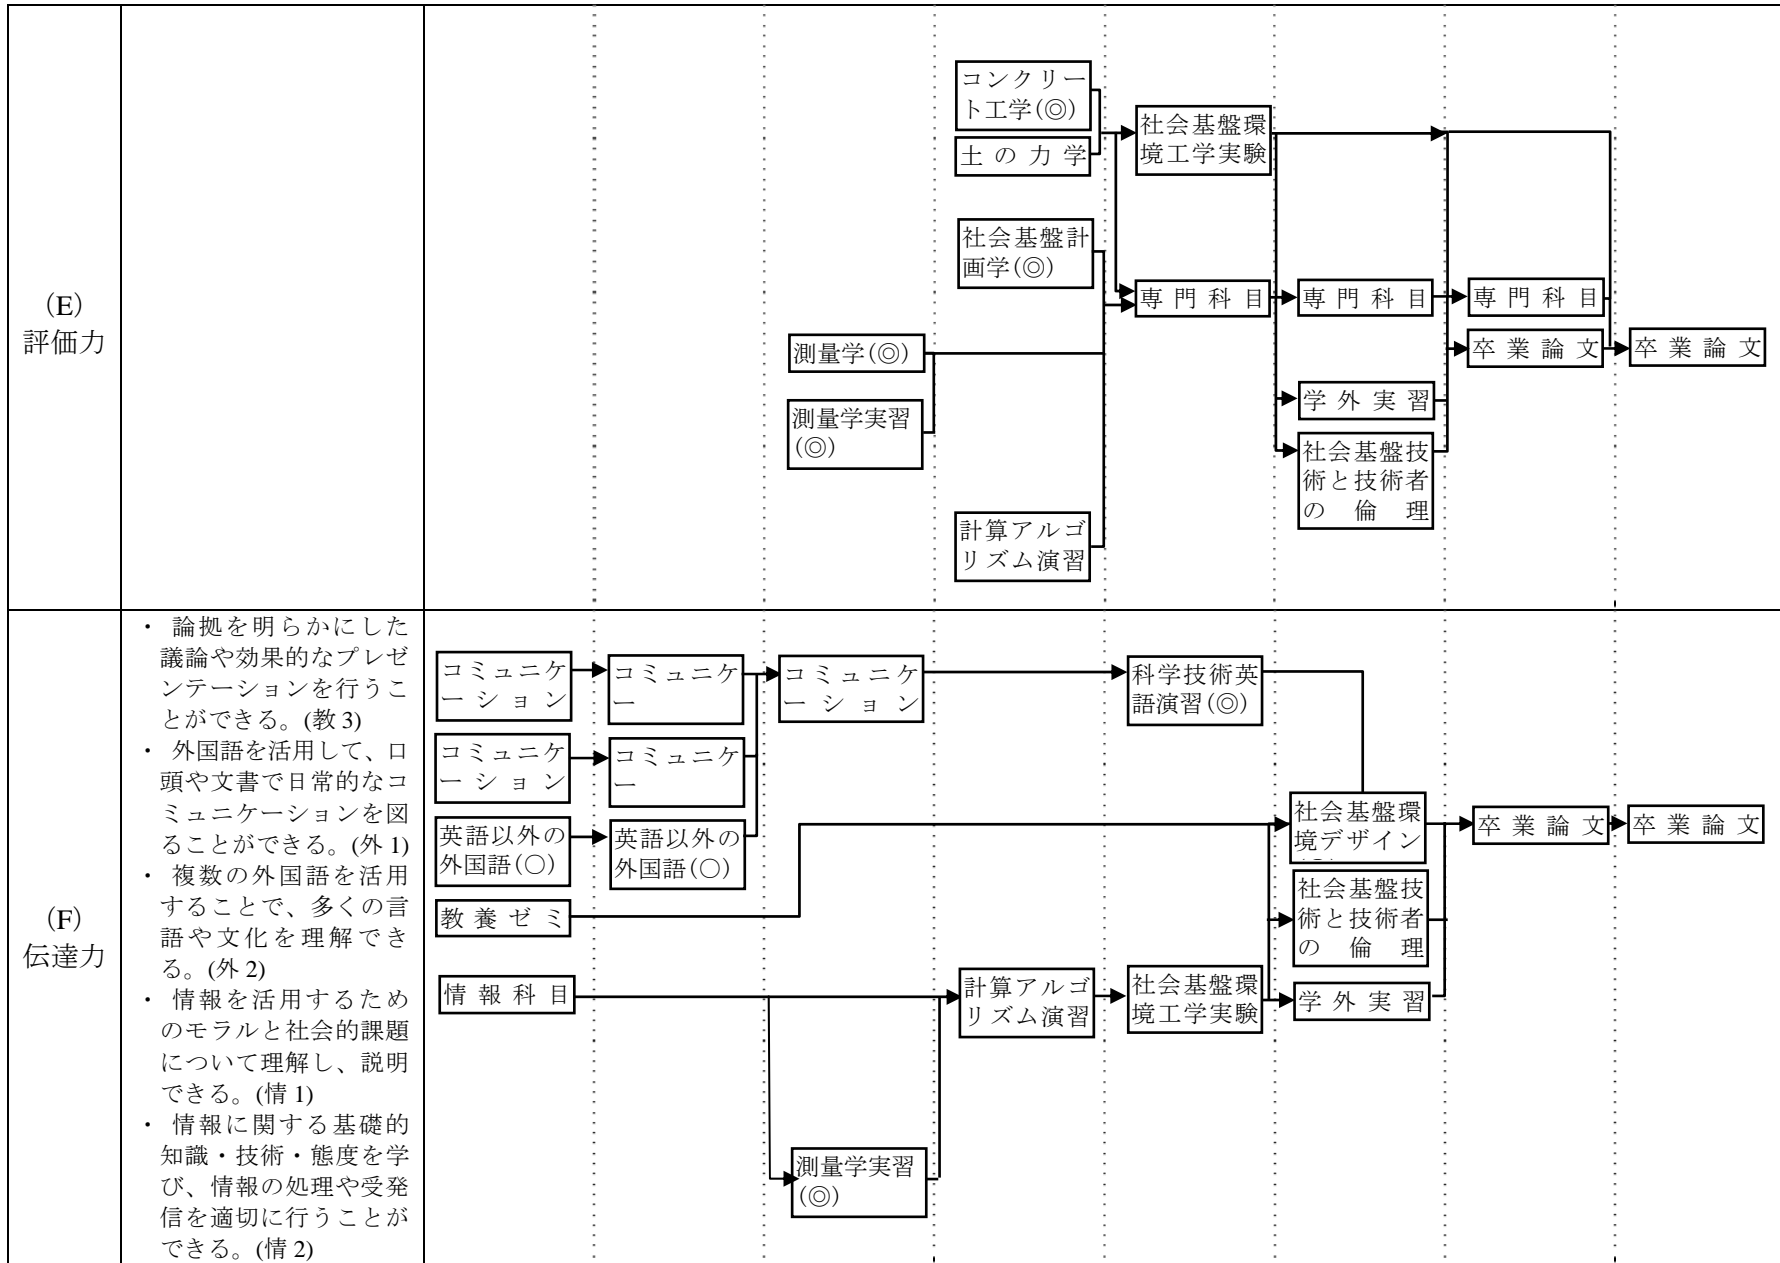 (E)
評価力
コンクリー
ト工学(◎)
土の力学
社会基盤環
境工学実験
社会基盤計
画学(◎)
専門科目
専門科目
専門科目
測量学(◎)
卒業論文
卒業論文
測量学実習
(◎)
学外実習
社会基盤技
術と技術者
の倫理
計算アルゴ
リズム演習
(F)
伝達力
・ 論拠を明らかにした
議論や効果的なプレゼ
ンテーションを行うこ
とができる。(教3)
・ 外国語を活用して、口
頭や文書で日常的なコ
ミュニケーションを図
ることができる。(外1)
・ 複数の外国語を活用
することで、多くの言
語や文化を理解でき
る。(外2)
・ 情報を活用するため
のモラルと社会的課題
について理解し、説明
できる。(情1)
・ 情報に関する基礎的
知識・技術・態度を学
び、情報の処理や受発
信を適切に行うことが
できる。(情2)
コミュニケ
ーション
コミュニケ
ー
コミュニケ
ーション
科学技術英
語演習(◎)
コミュニケ
ーション
コミュニケ
ー
英語以外の
外国語(○)
英語以外の
外国語(○)
社会基盤環
境デザイン
卒業論文
卒業論文
教養ゼミ
社会基盤技
術と技術者
の倫理
情報科目
計算アルゴ
リズム演習
社会基盤環
境工学実験
学外実習
測量学実習
(◎)